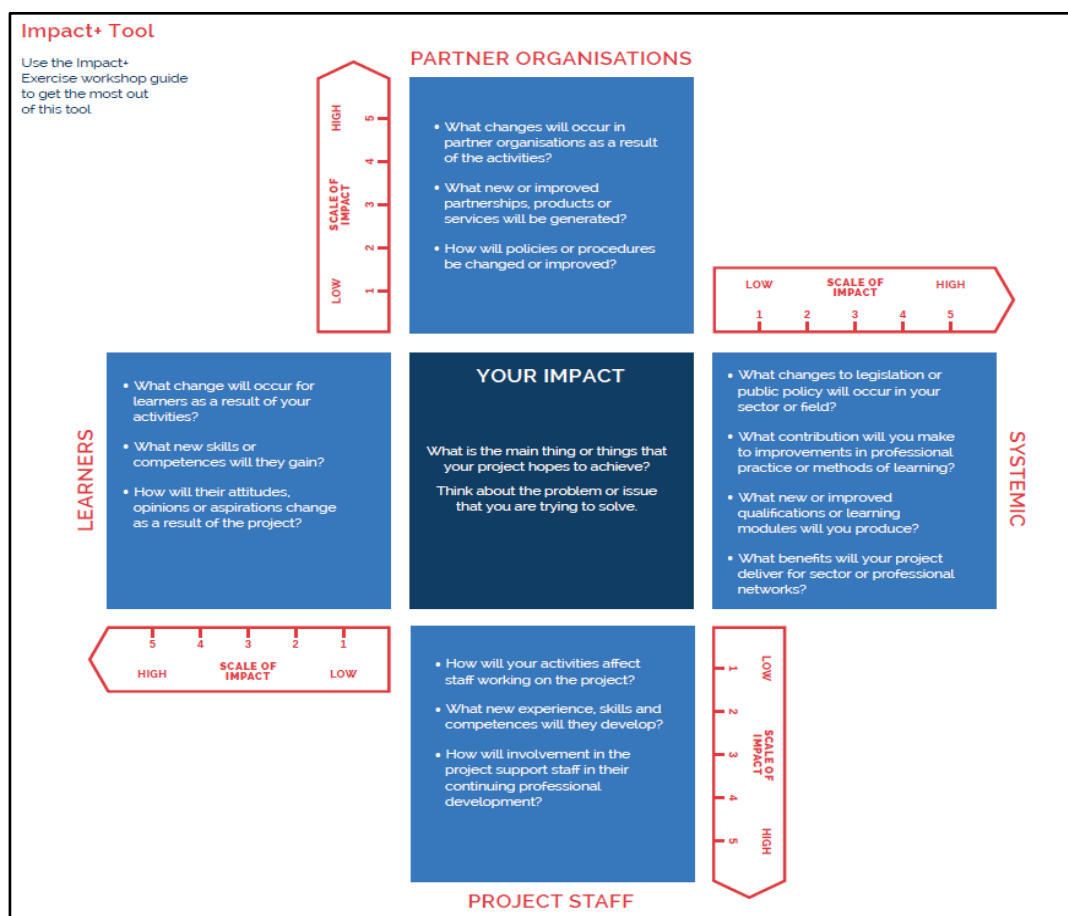 Impact+ Tool
Use the Impact+
Exercise workshop guide
to get the most out
of this tool
PARTNER ORGANISATIONS
HIGH
SCALE OF
IMPACT
LOW
5
4
3
2
1
• What changes will occur in
partner organisations as a result
of the activities?
• What new or improved
partnerships, products or
services will be generated?
• How will policies or procedures
be changed or improved?
LOW
SCALE OF
IMPACT
HIGH
1 2 3 4 5
LEARNERS
• What change will occur for
learners as a result of your
activities?
• What new skills or
competences will they gain?
• How will their attitudes,
opinions or aspirations change
as a result of the project?
YOUR IMPACT
What is the main thing or things that
your project hopes to achieve?
Think about the problem or issue
that you are trying to solve.
• What changes to legislation or
public policy will occur in your
sector or field?
• What contribution will you make
to improvements in professional
practice or methods of learning?
• What new or improved
qualifications or learning
modules will you produce?
• What benefits will your project
deliver for sector or professional
networks?
SYSTEMIC
5 4 3 2 1
HIGH
SCALE OF
IMPACT
LOW
• How will your activities affect
staff working on the project?
• What new experience, skills and
competences will they develop?
• How will involvement in the
project support staff in their
continuing professional
development?
LOW
SCALE OF
IMPACT
HIGH
1
2
3
4
5
PROJECT STAFF